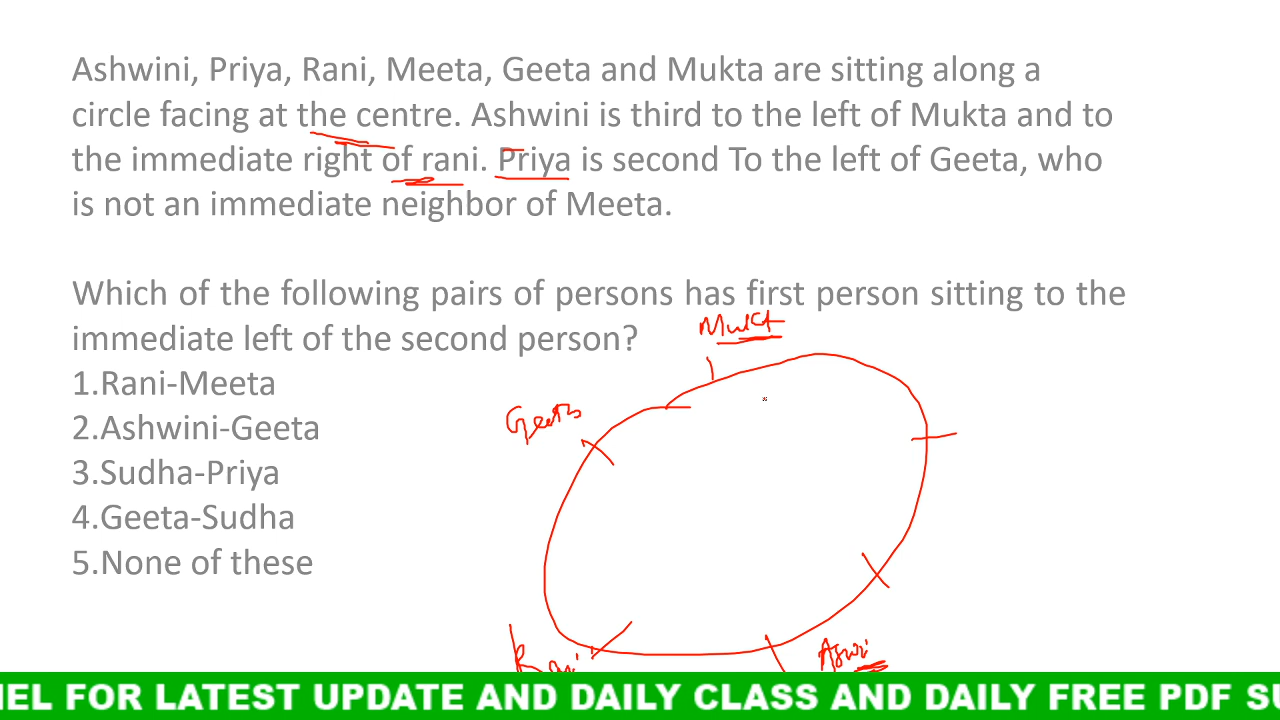 Ashwini, Priya, Rani, Meeta, Geeta and Mukta are sitting along a
circle facing at the centre. Ashwini is third to the left of Mukta and to
the immediate right of rani. Priya is second To the left of Geeta, who
is not an immediate neighbor of Meeta.
Which of the following pairs of persons has first person sitting to the
immediate left of the second person?
1.Rani-Meeta
2.Ashwini-Geeta
3.Sudha-Priya
4.Geeta-Sudha
5.None of these
Mukt
Geeta
Aswi
Rani
NEL FOR LATEST UPDATE AND DAILY CLASS AND DAILY FREE PDF SU